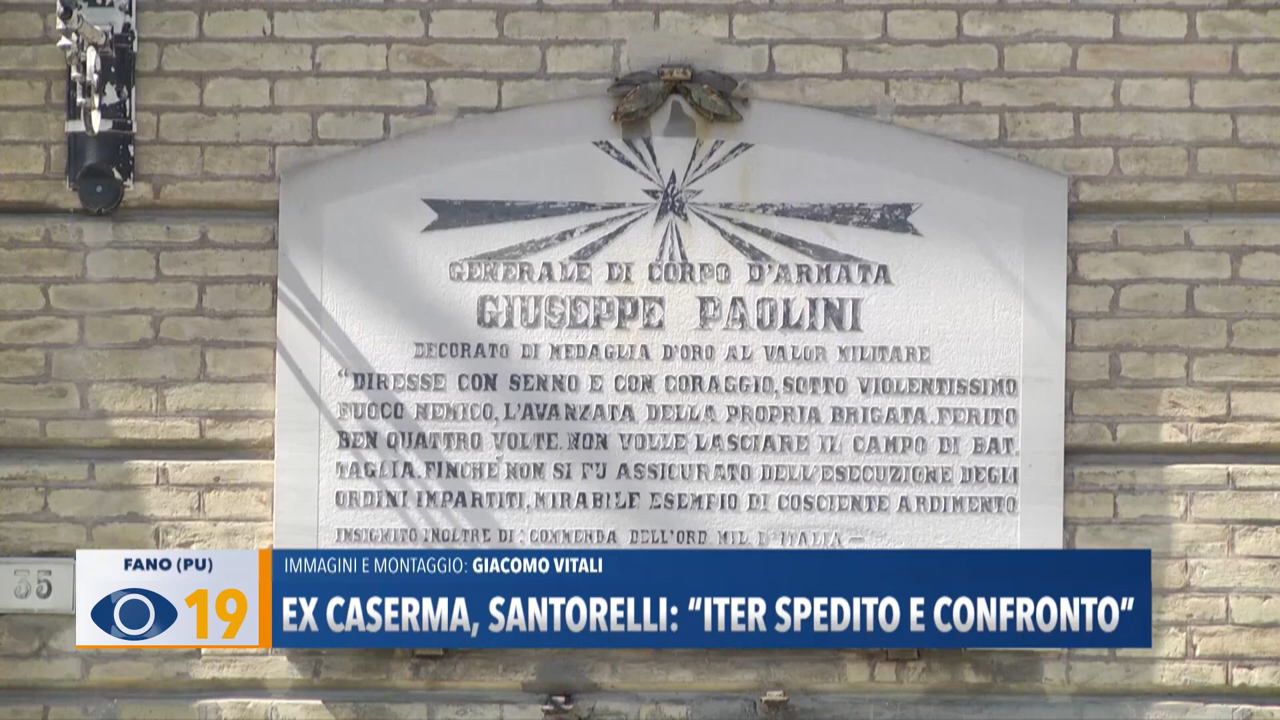 GENERALE DI CORPO D'ARMATA
GIUSEPPE PAOLINI
DECORATO DI MEDAGLIA D'ORO AL VALOR MILITARE
"DIRESSE CON SENNO E CON CORAGGIO, SOTTO VIOLENTISSIMO
FUOCO NEMICO, L'AVANZATA DELLA PROPRIA BRIGATA. FERITO
BEN QUATTRO VOLTE, NON VOLLE LASCIARE IL CAMPO DI BAT.
TAGLIA, FINCHÈ NON SI FU ASSICURATO DELL'ESECUZIONE DEGLI
ORDINI IMPARTITI, MIRABILE ESEMPIO DI COSCIENTE ARDIMENTO
INSIGNITO INOLTRE DI: COMMENDA DELL'ORD MIL D'ITALIA —
35
FANO (PU)
19
IMMAGINI E MONTAGGIO: GIACOMO VITALI
EX CASERMA, SANTORELLI: “ITER SPEDITO E CONFRONTO”